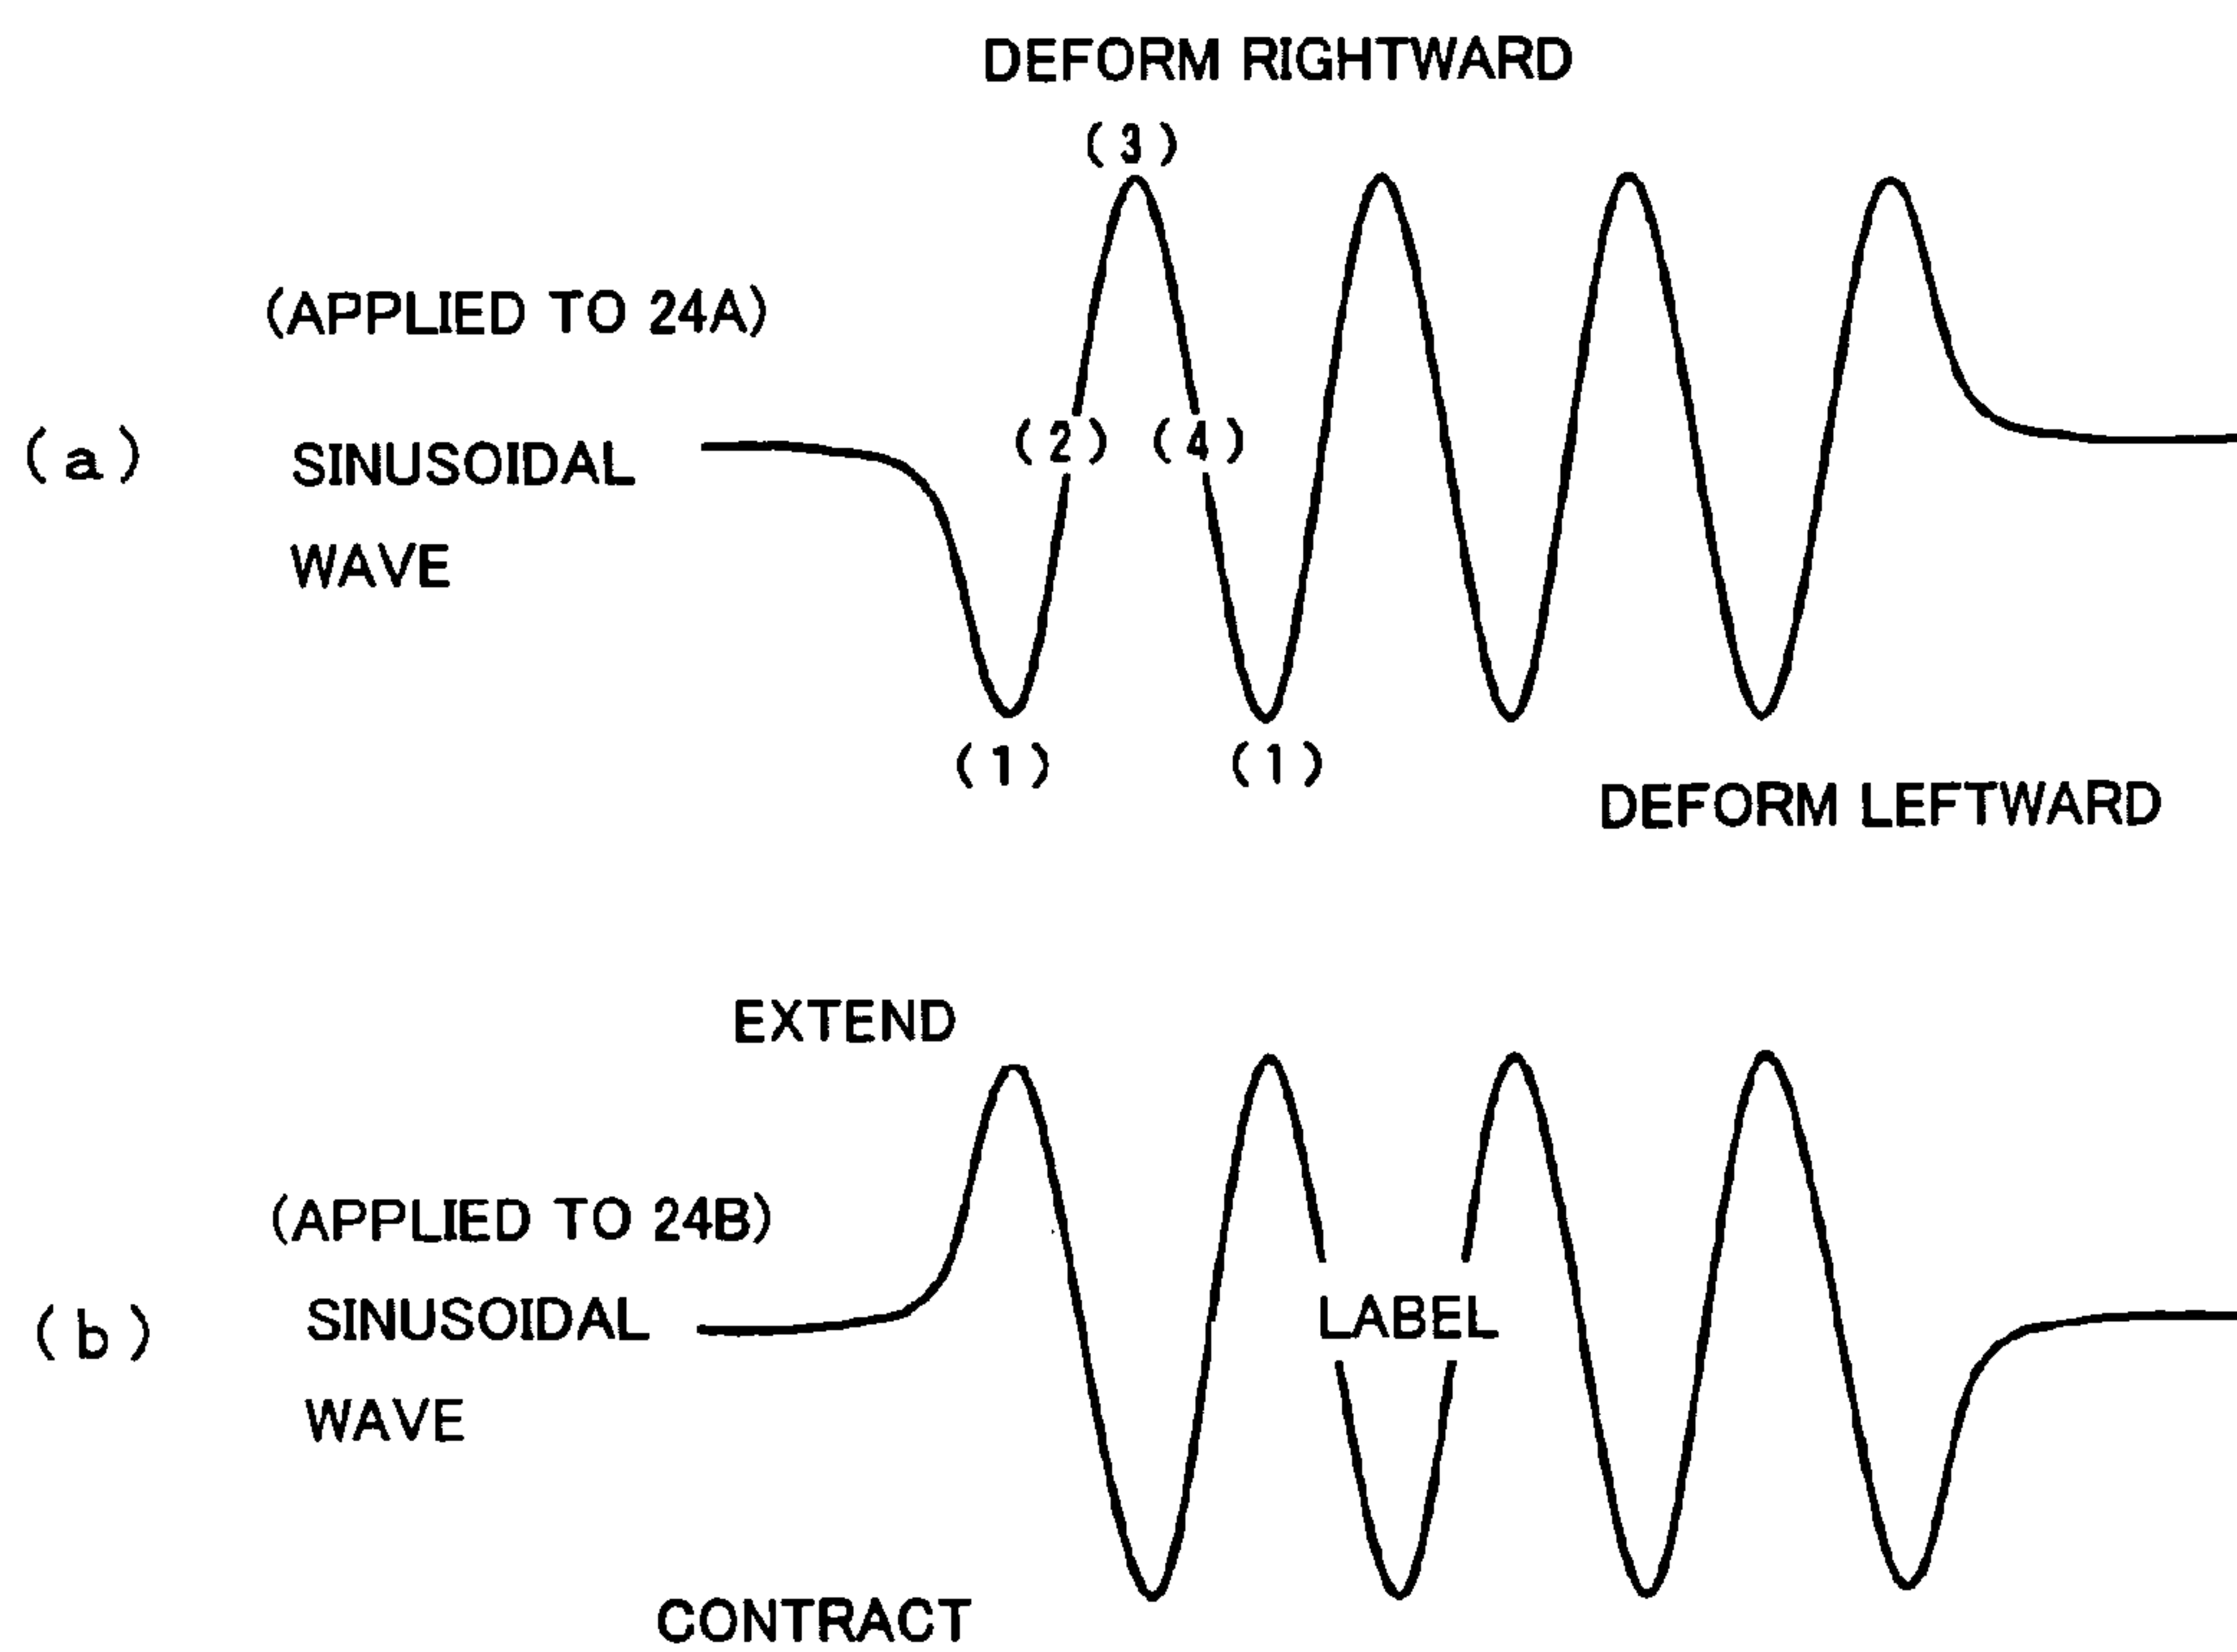 DEFORM RIGHTWARD
(3)
(APPLIED TO 24A)
(2) (4)
(a) SINUSOIDAL
WAVE
(1) (1)
DEFORM LEFTWARD
EXTEND
(APPLIED TO 24B)
(b) SINUSOIDAL LABEL
WAVE
CONTRACT